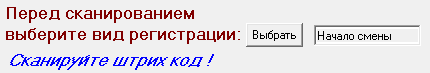 Перед сканированием
выберите вид регистрации: Выбрать Начало смены
Сканируйте штрих код !